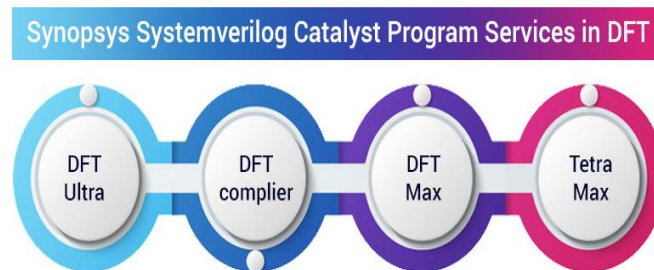 Synopsys Systemverilog Catalyst Program Services in DFT
DFT
Ultra
DFT
complier
DFT
Max
Tetra
Max